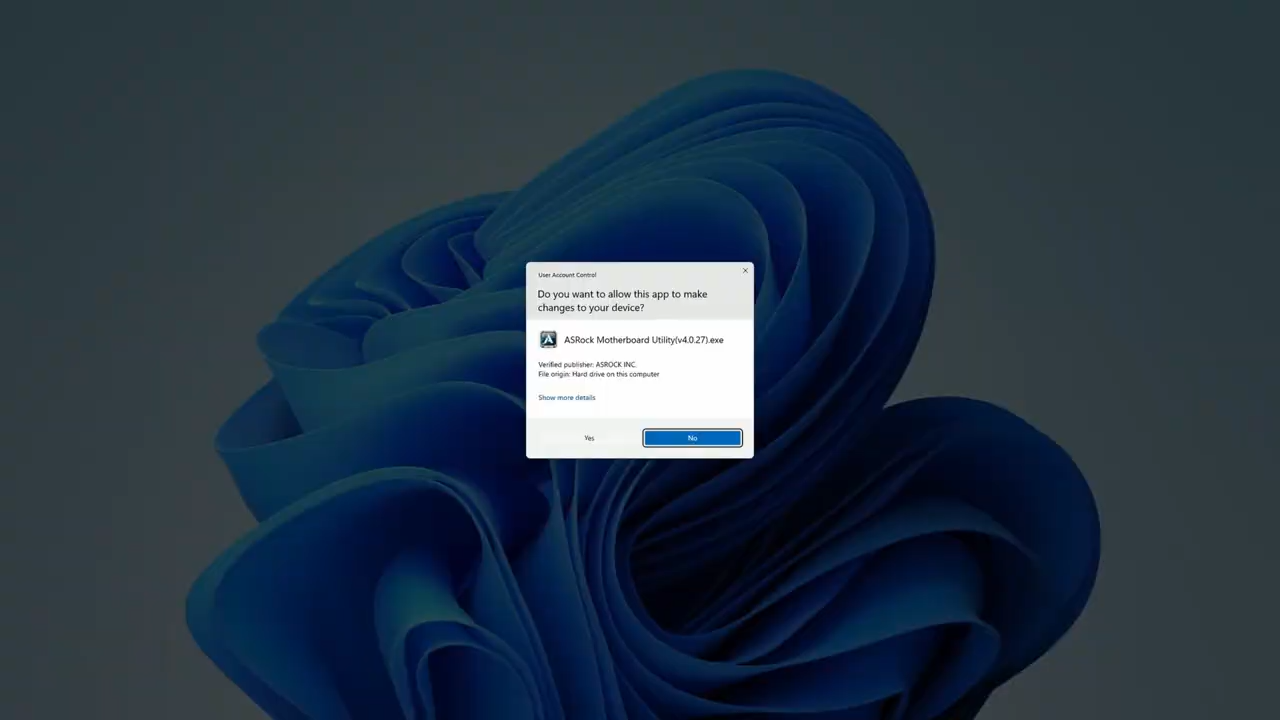 User Account Control
Do you want to allow this app to make
changes to your device?
ASRock Motherboard Utility(v4.0.27).exe
Verified publisher: ASROCK INC.
File origin: Hard drive on this computer
Show more details
Yes
No